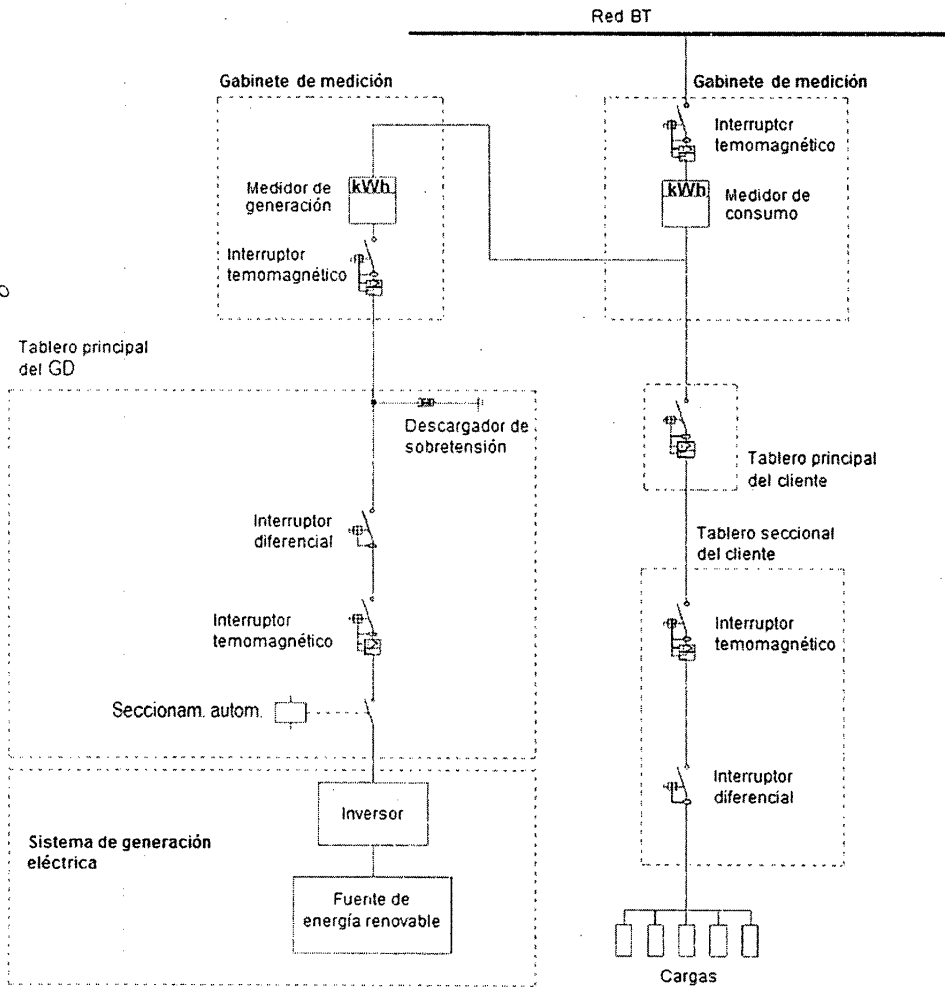 Red BT
Gabinete de medición
Gabinete de medición
Interruptor
temomagnético
kWh
Medidor de
generación
kWh
Medidor de
consumo
Interruptor
temomagnético
Tablero principal
del GD
Descargador de
sobretensión
Tablero principal
del cliente
Interruptor
diferencial
Tablero seccional
del cliente
Interruptor
temomagnético
Interruptor
temomagnético
Seccionam. autom.
Interruptor
diferencial
Inversor
Sistema de generación
eléctrica
Fuente de
energía renovable
Cargas